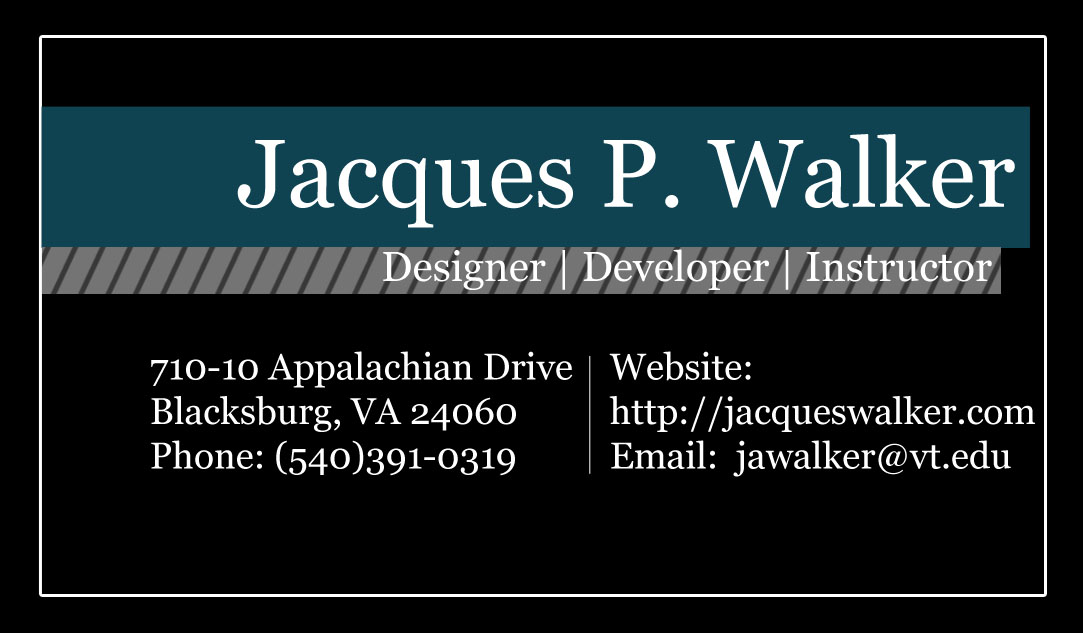 Jacques P. Walker
Designer | Developer | Instructor
710-10 Appalachian Drive
Blacksburg, VA 24060
Phone: (540)391-0319
Website:
http://jacqueswalker.com
Email: jawalker@vt.edu